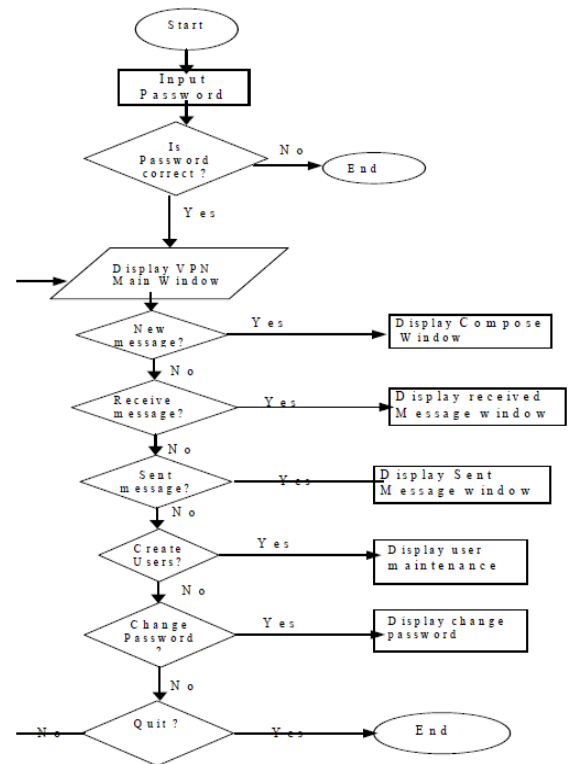 Start
Input
Password
Is
Password
correct?
No
End
Yes
Display VPN
Main Window
New
message?
Yes
Display Compose
Window
No
Receive
message?
Yes
Display received
Message window
No
Sent
message?
Yes
Display Sent
Message window
No
Create
Users?
Yes
Display user
maintenance
No
Change
Password
?
Yes
Display change
password
No
Quit?
No
Yes
End